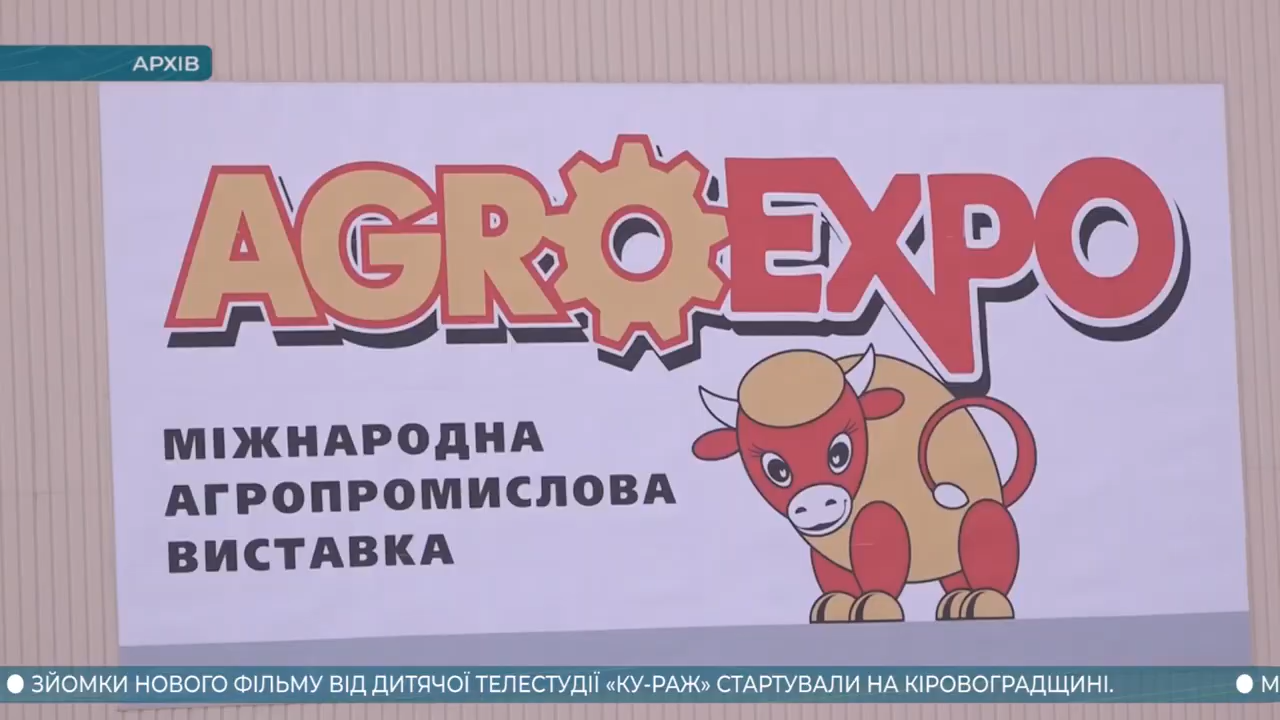 АРХІВ
AGROEXPO
МІЖНАРОДНА
АГРОПРОМИСЛОВА
ВИСТАВКА
ЗЙОМКИ НОВОГО ФІЛЬМУ ВІД ДИТЯЧОЇ ТЕЛЕСТУДІЇ «КУ-РАЖ» СТАРТУВАЛИ НА КІРОВОГРАДЩИНІ.